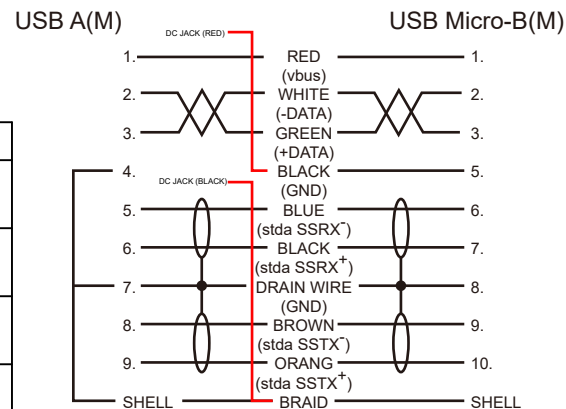 USB A(M) USB Micro-B(M)
DC JACK (RED)
1. RED 1.
(vbus)
2. WHITE 2.
(-DATA)
3. GREEN 3.
(+DATA)
4. BLACK 5.
DC JACK (BLACK)
(GND)
5. BLUE 6.
(stda SSRX-)
6. BLACK 7.
(stda SSRX+)
7. DRAIN WIRE 8.
(GND)
8. BROWN 9.
(stda SSTX-)
9. ORANG 10.
(stda SSTX+)
SHELL BRAID SHELL